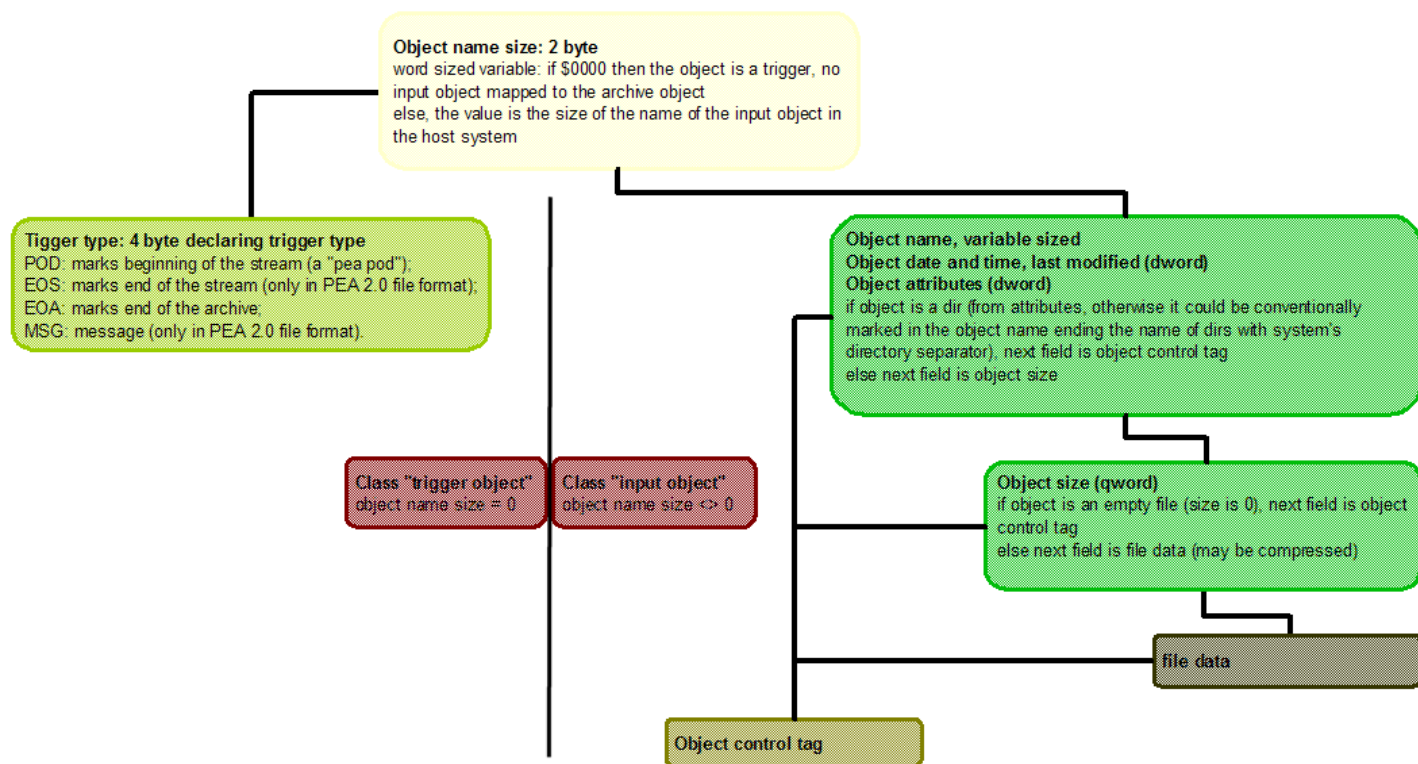 Object name size: 2 byte
word sized variable: if $0000 then the object is a trigger, no
input object mapped to the archive object
else, the value is the size of the name of the input object in
the host system
Tigger type: 4 byte declaring trigger type
POD: marks beginning of the stream (a "pea pod");
EOS: marks end of the stream (only in PEA 2.0 file format);
EOA: marks end of the archive;
MSG: message (only in PEA 2.0 file format).
Object name, variable sized
Object date and time, last modified (dword)
Object attributes (dword)
if object is a dir (from attributes, otherwise it could be conventionally
marked in the object name ending the name of dirs with system's
directory separator), next field is object control tag
else next field is object size
Class "trigger object"
object name size = 0
Class "input object"
object name size <> 0
Object size (qword)
if object is an empty file (size is 0), next field is object
control tag
else next field is file data (may be compressed)
file data
Object control tag